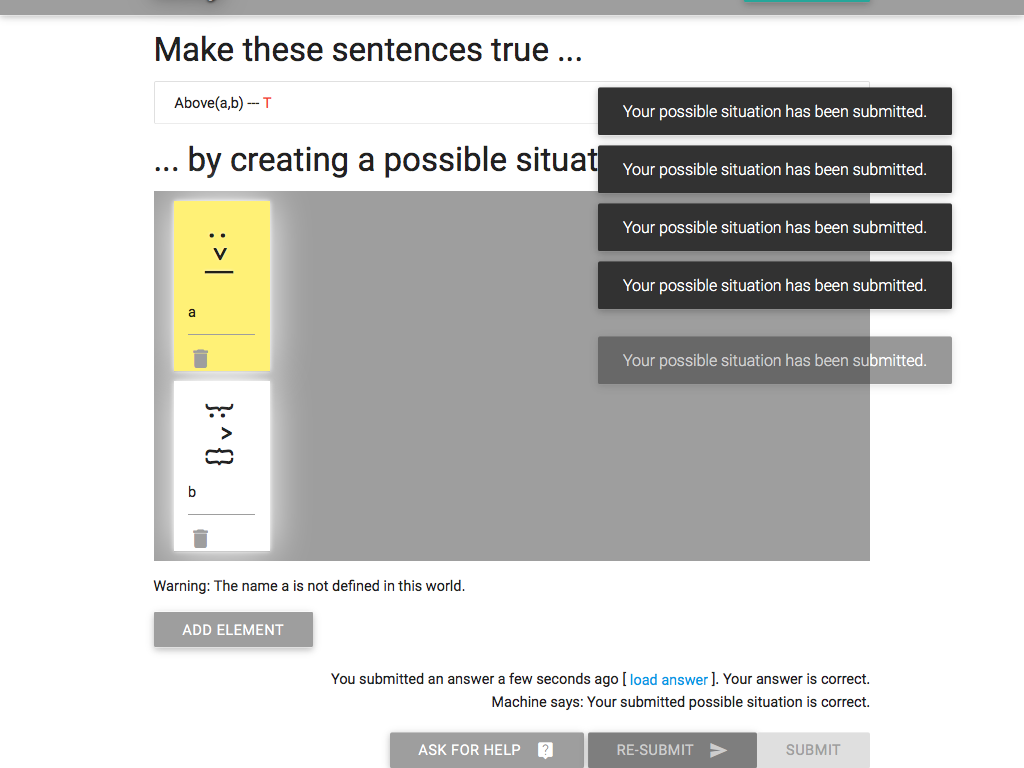 Make these sentences true ...
Above(a,b) --- T
... by creating a possible situat
Your possible situation has been submitted.
Your possible situation has been submitted.
Your possible situation has been submitted.
Your possible situation has been submitted.
Your possible situation has been submitted.
a
b
Warning: The name a is not defined in this world.
ADD ELEMENT
You submitted an answer a few seconds ago [ load answer ]. Your answer is correct.
Machine says: Your submitted possible situation is correct.
ASK FOR HELP ? RE-SUBMIT SUBMIT